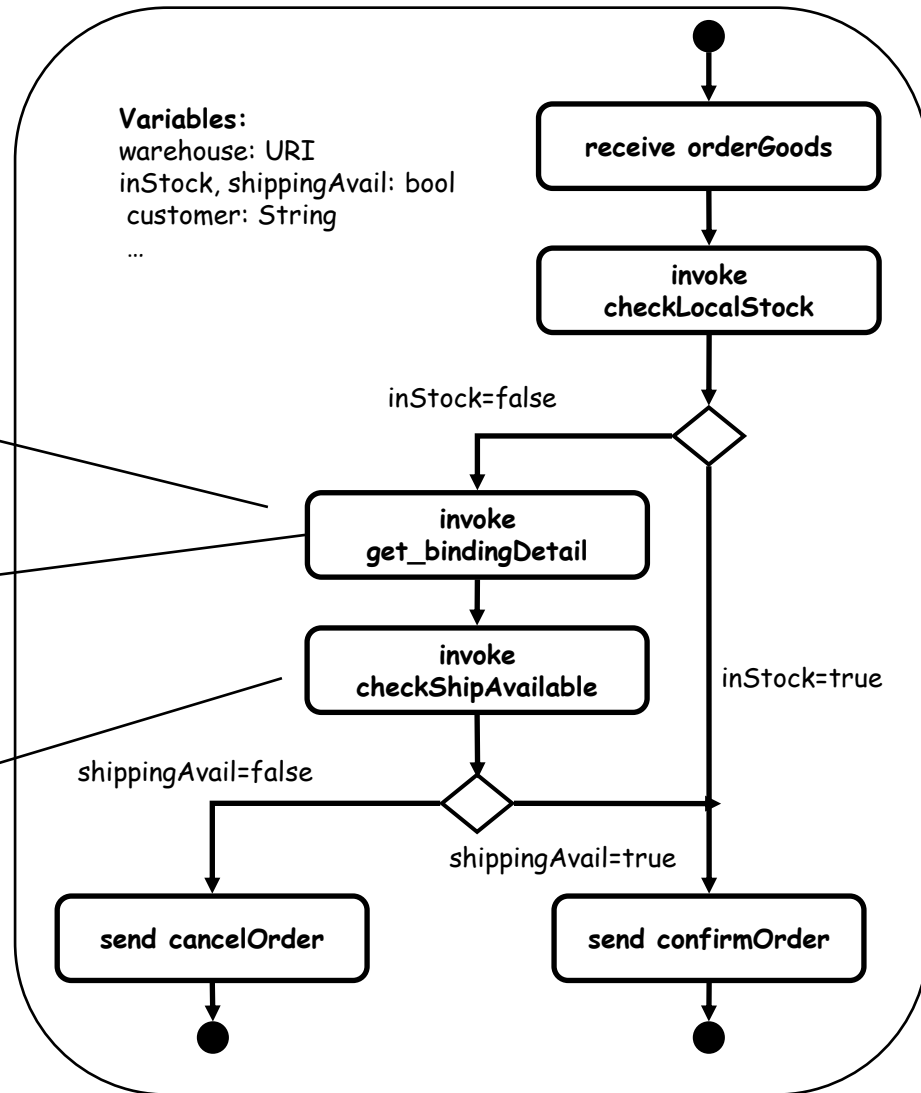 Variables:
warehouse: URI
inStock, shippingAvail: bool
customer: String
...
receive orderGoods
invoke
checkLocalStock
inStock=false
invoke
get_bindingDetail
invoke
checkShipAvailable
inStock=true
shippingAvail=false
shippingAvail=true
send cancelOrder
send confirmOrder